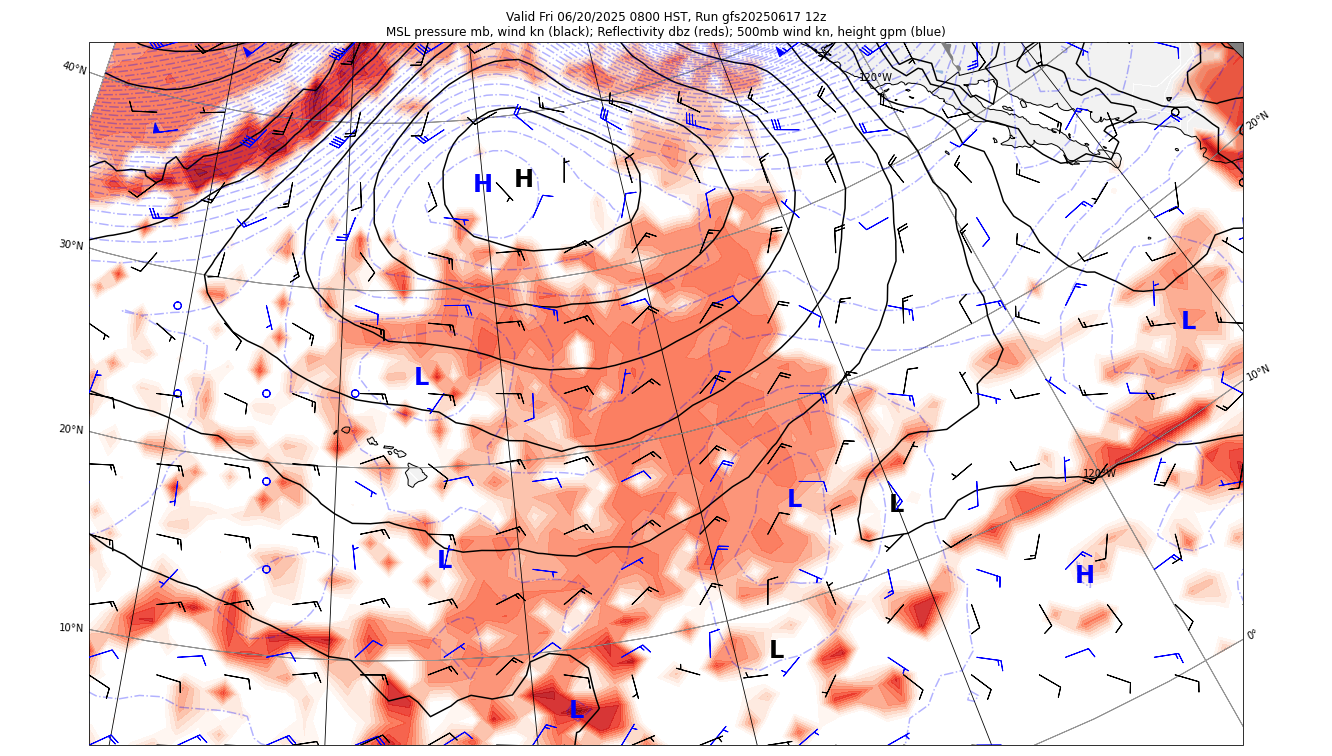 Valid Fri 06/20/2025 0800 HST, Run gfs20250617 12z
MSL pressure mb, wind kn (black); Reflectivity dbz (reds); 500mb wind kn, height gpm (blue)
40°N
120°W
20°N
H H
30°N
L
10°N
L
20°N
120°W
L L
L
H
10°N
0°
L
L